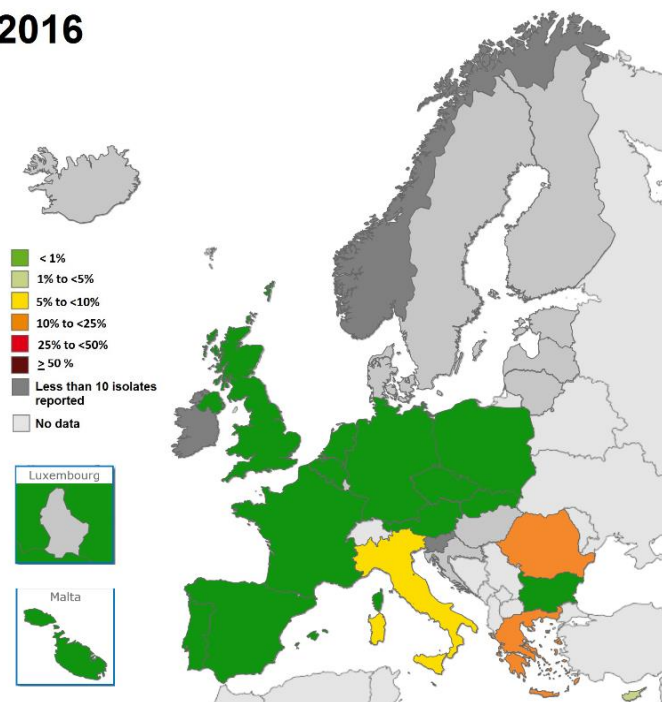 2016
< 1%
1% to <5%
5% to <10%
10% to <25%
25% to <50%
≥ 50 %
Less than 10 isolates
reported
No data
Luxembourg
Malta